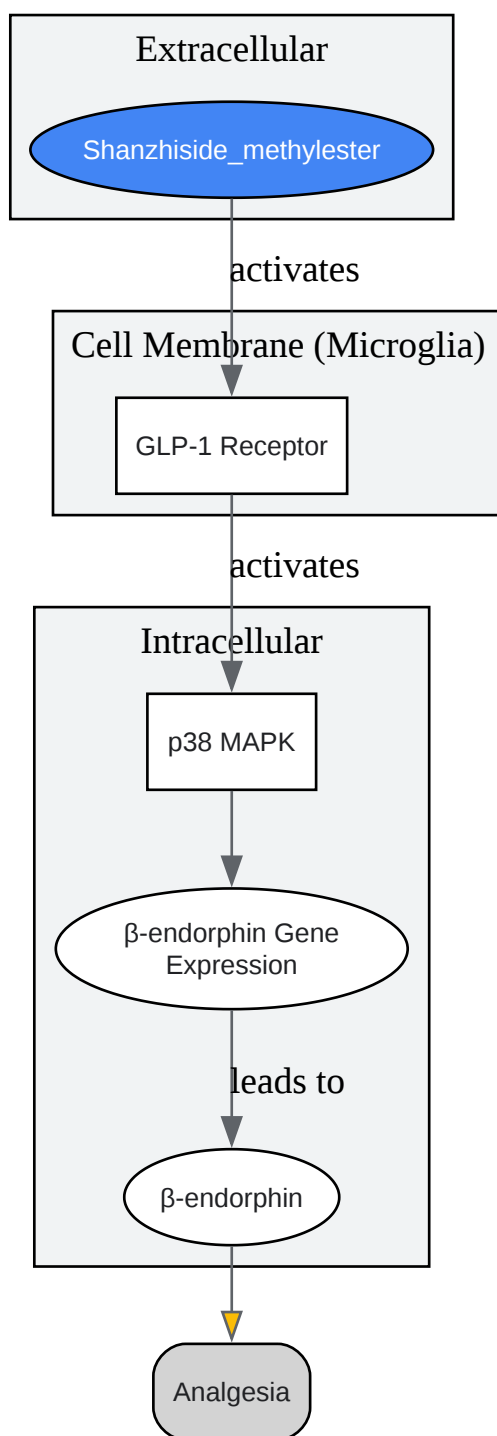 Extracellular
Shanzhiside_methylester
activates
Cell Membrane (Microglia)
GLP-1 Receptor
activates
Intracellular
p38 MAPK
β-endorphin Gene
Expression
leads to
β-endorphin
Analgesia